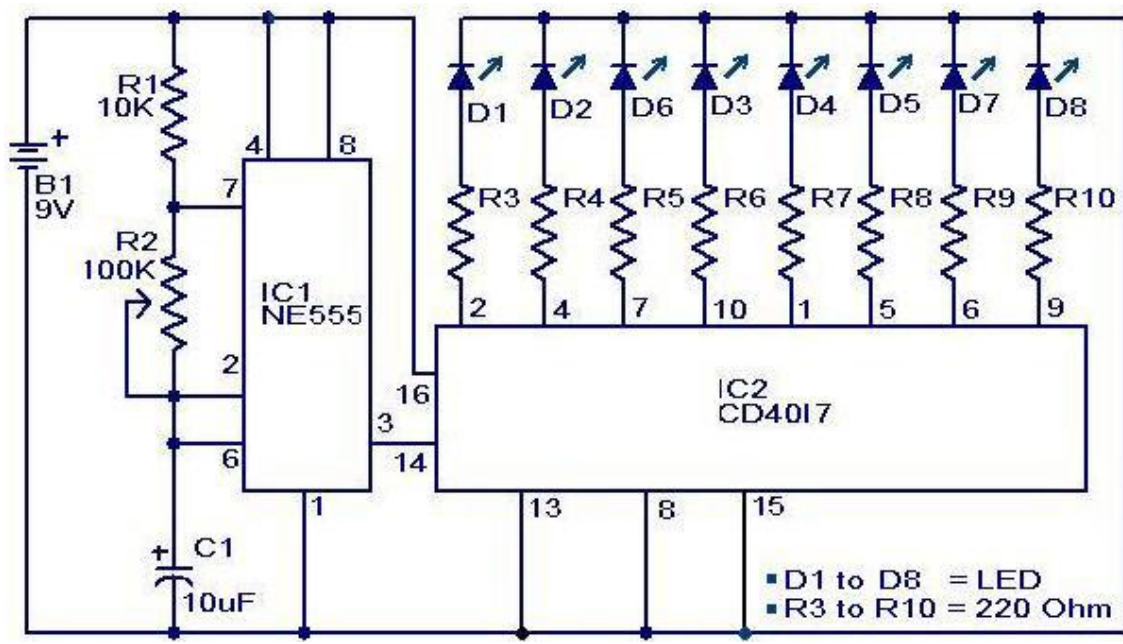 R1
10K
+
B1
9V
R2
100K
4
8
7
IC1
NE555
2
6
3
1
+
C1
10uF
D1
D2
D6
D3
D4
D5
D7
D8
R3
R4
R5
R6
R7
R8
R9
R10
2
4
7
10
1
5
6
9
16
14
IC2
CD40I7
13
8
15
▪ D1 to D8 = LED
▪ R3 to R10 = 220 Ohm